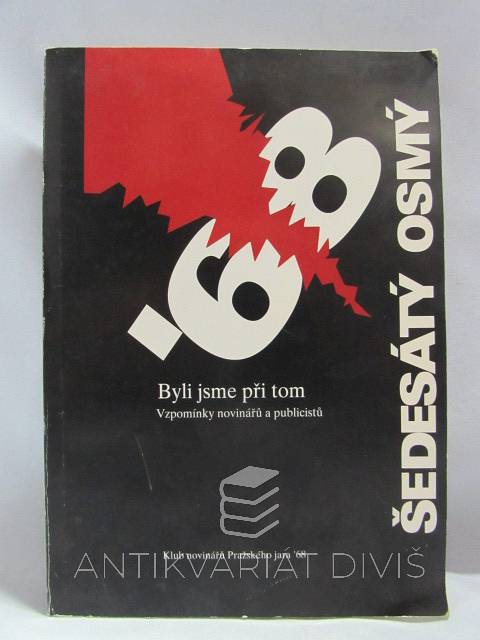 '68
ŠEDESÁTÝ OSMÝ
Byli jsme při tom
Vzpomínky novinářů a publicistů
Klub novinářů Pražského jara '68
ANTIKVARIÁT DIVIŠ